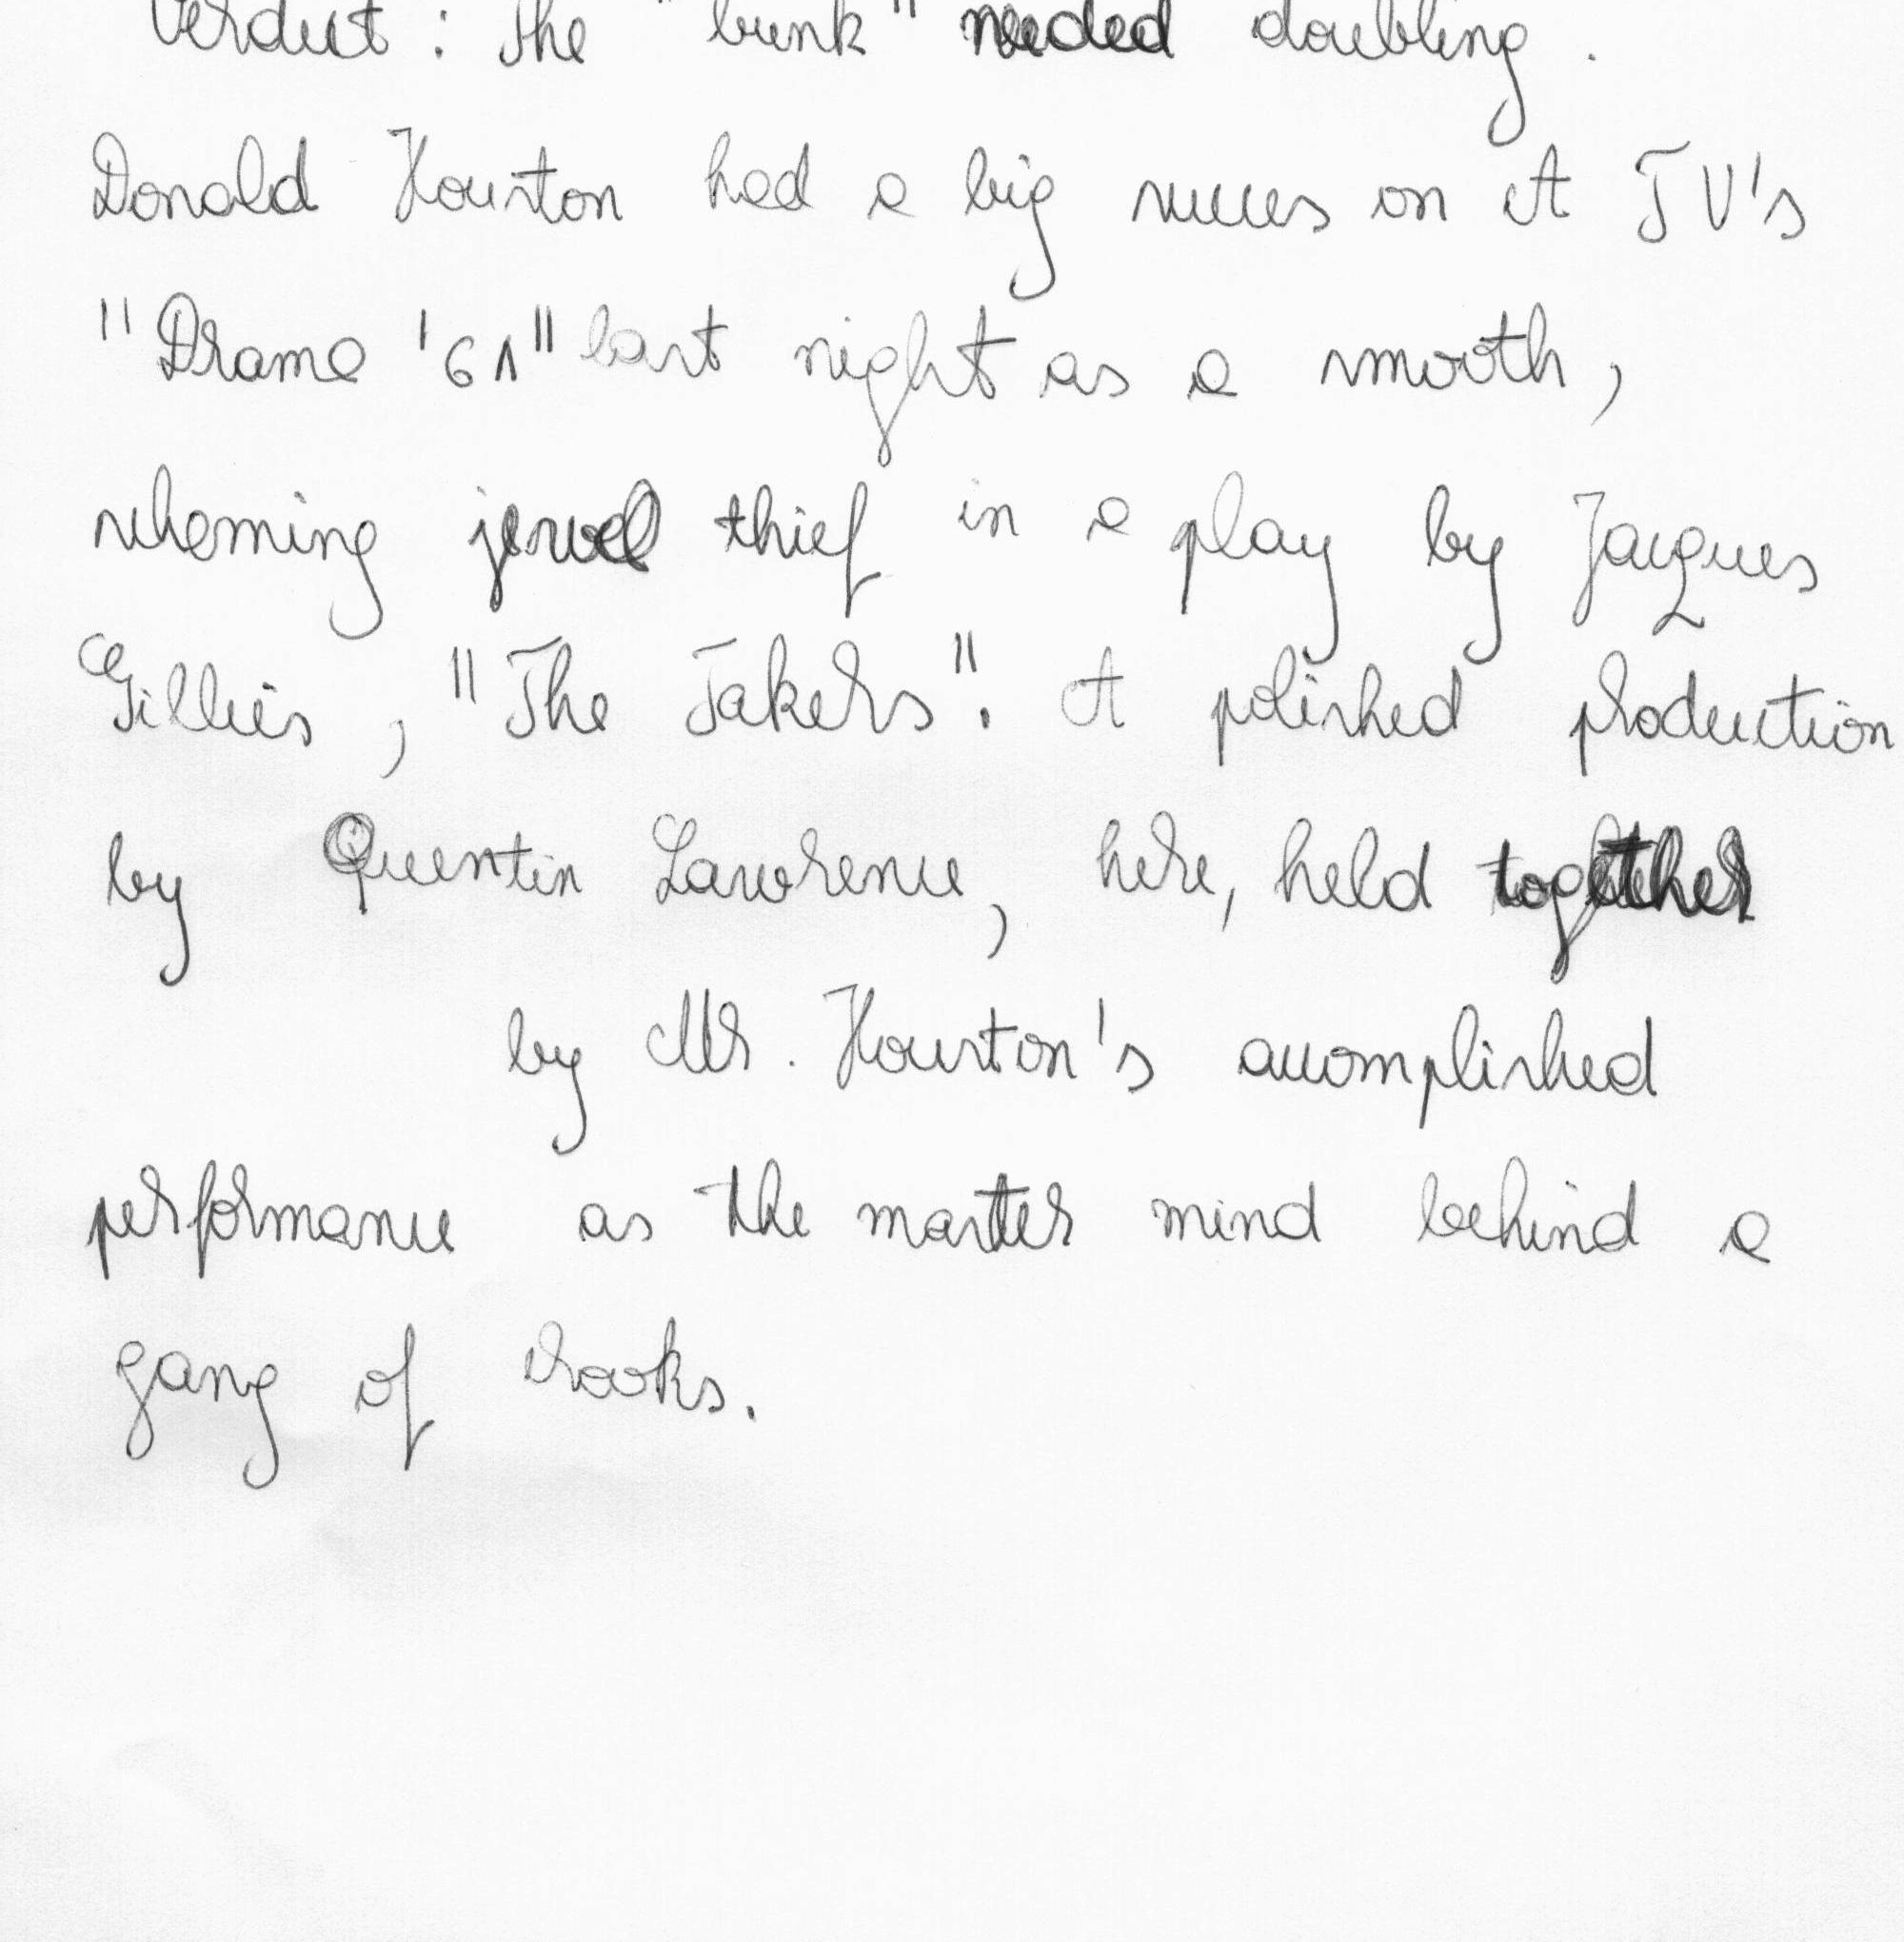 Verdict : The "bunk" needed doubling .
Donald Houston had a big succes on A TV's
"Drama '61" last night as a smooth,
scheming jewel thief in a play by Jacques
Gillies , "The Takers". A polished production
by Quentin Lawrence, here, held together
by Mr. Houston's accomplished
performance as the master mind behind a
gang of crooks.